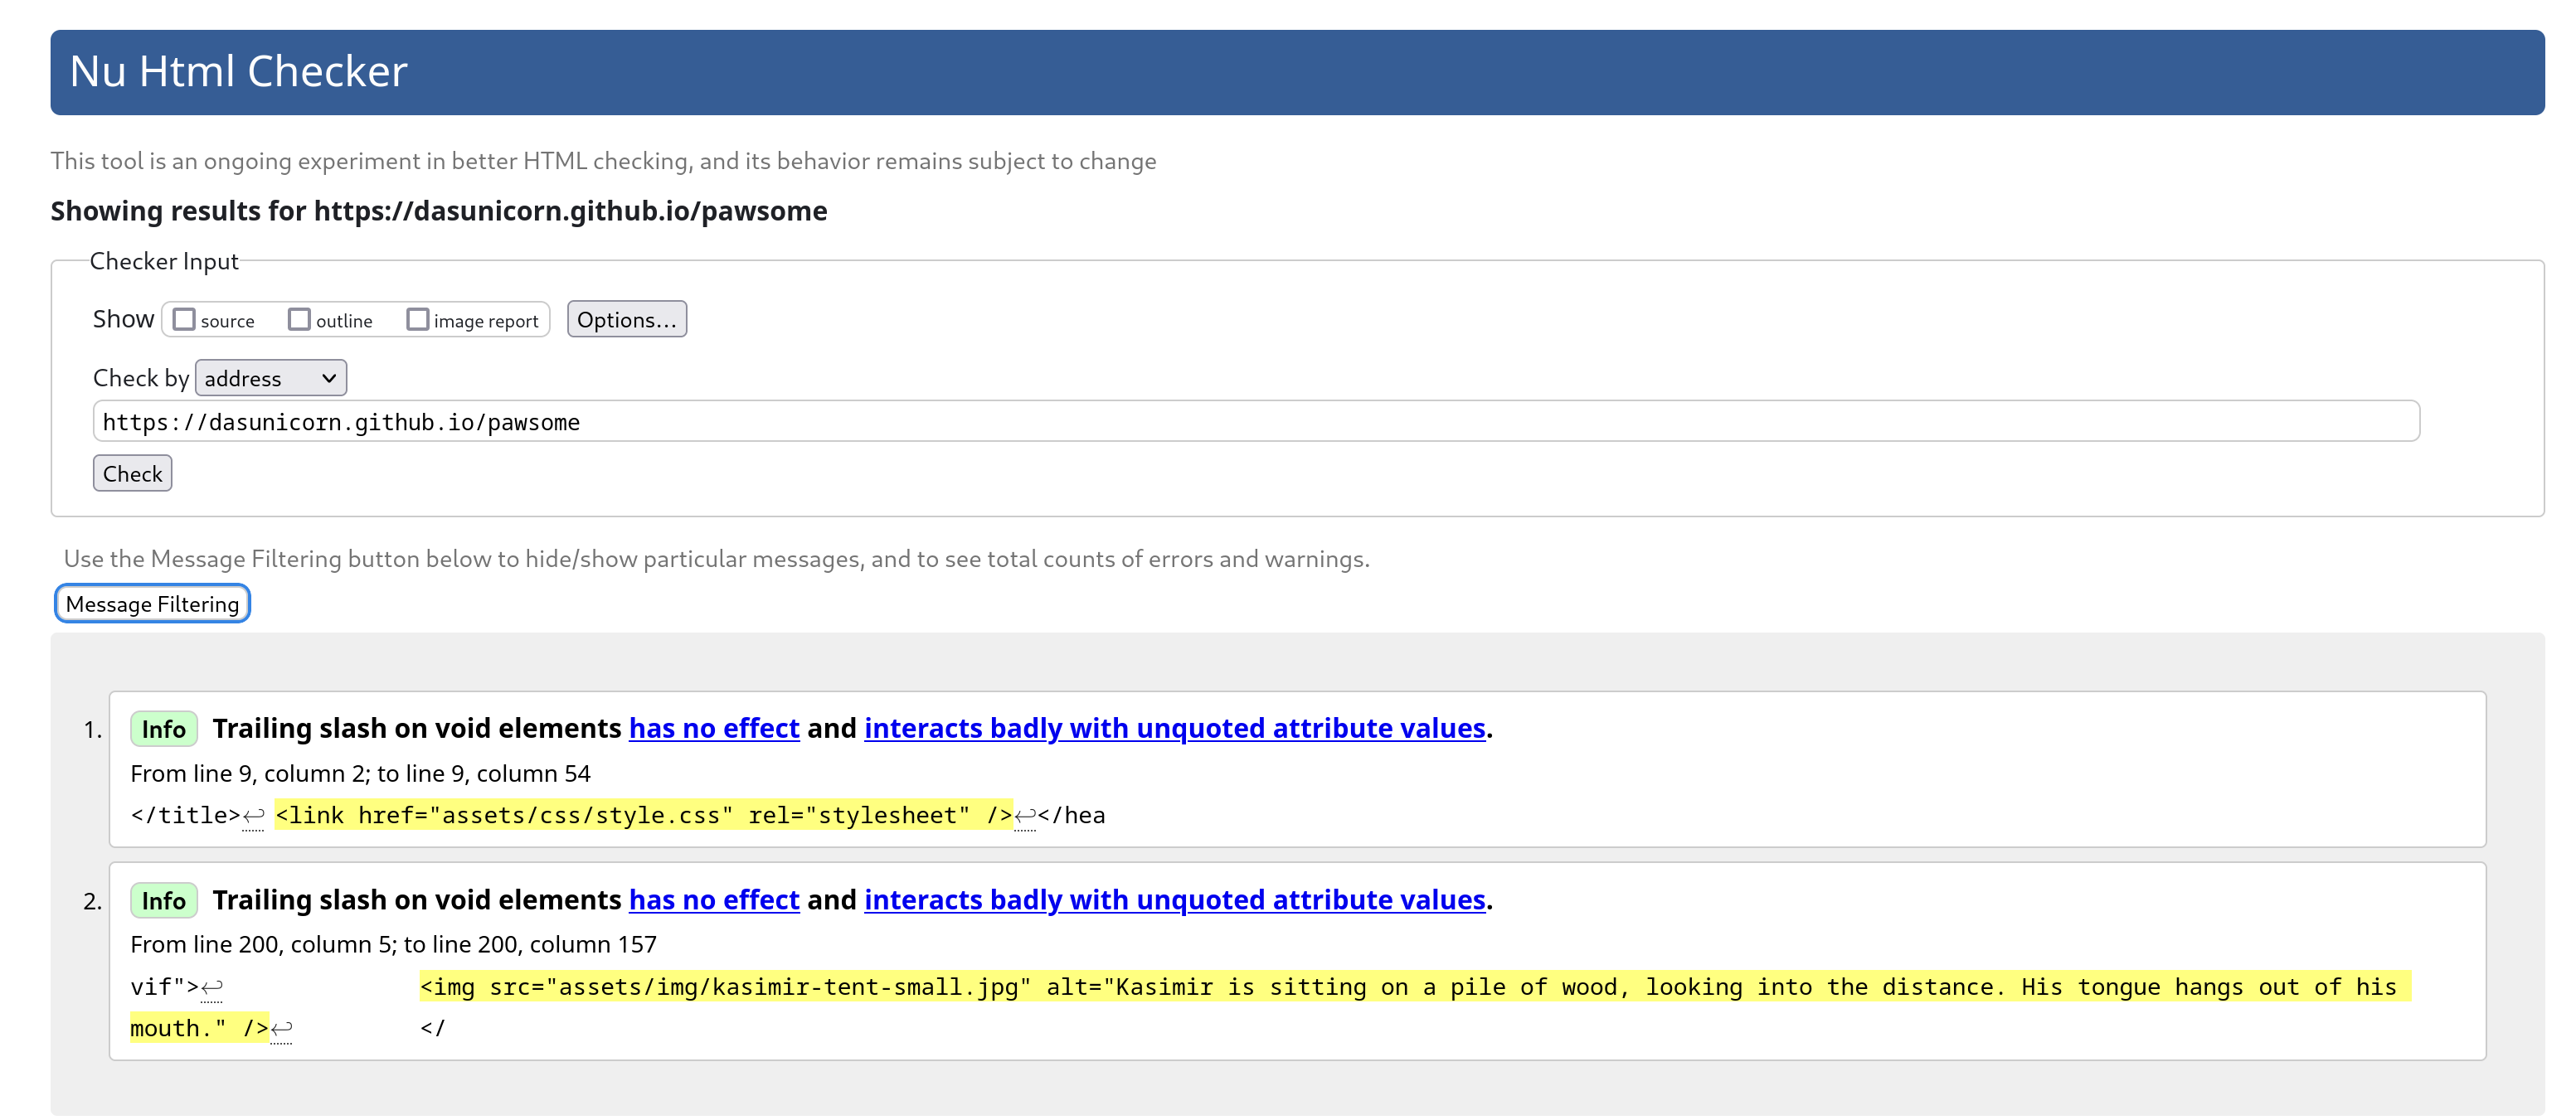 Nu Html Checker
This tool is an ongoing experiment in better HTML checking, and its behavior remains subject to change
Showing results for https://dasunicorn.github.io/pawsome
Checker Input
Show source outline image report Options...
Check by address
https://dasunicorn.github.io/pawsome
Check
Use the Message Filtering button below to hide/show particular messages, and to see total counts of errors and warnings.
Message Filtering
1. Info Trailing slash on void elements has no effect and interacts badly with unquoted attribute values.
From line 9, column 2; to line 9, column 54
</title>↩ <link href="assets/css/style.css" rel="stylesheet" />↩</hea
2. Info Trailing slash on void elements has no effect and interacts badly with unquoted attribute values.
From line 200, column 5; to line 200, column 157
vif">↩ <img src="assets/img/kasimir-tent-small.jpg" alt="Kasimir is sitting on a pile of wood, looking into the distance. His tongue hangs out of his
mouth." />↩ </